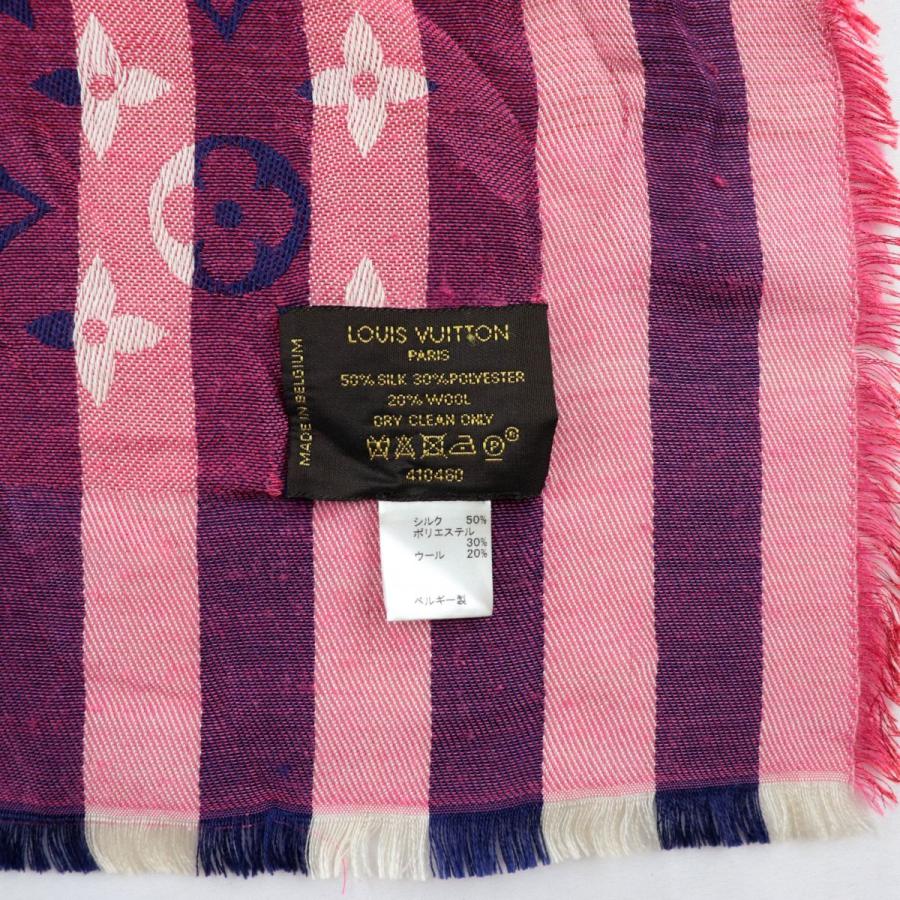 LOUIS VUITTON
PARIS
50% SILK 30% POLYESTER
20% WOOL
DRY CLEAN ONLY
P
410460
MADE IN BELGIUM
シルク 50%
ポリエステル
30%
ウール 20%
ベルギー製